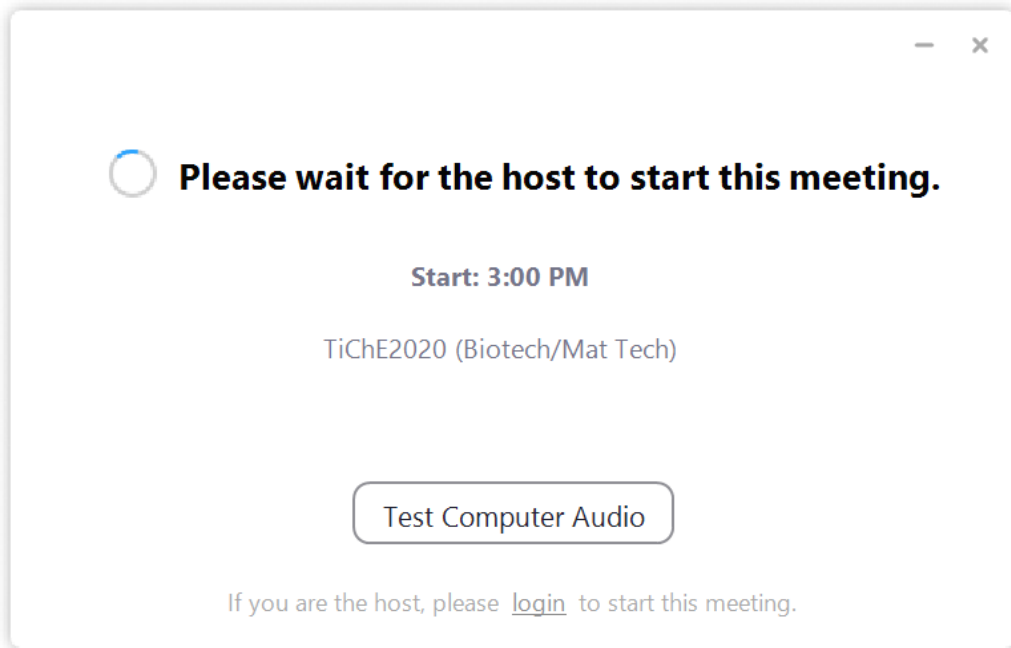 Please wait for the host to start this meeting.
Start: 3:00 PM
TiChE2020 (Biotech/Mat Tech)
Test Computer Audio
If you are the host, please login to start this meeting.